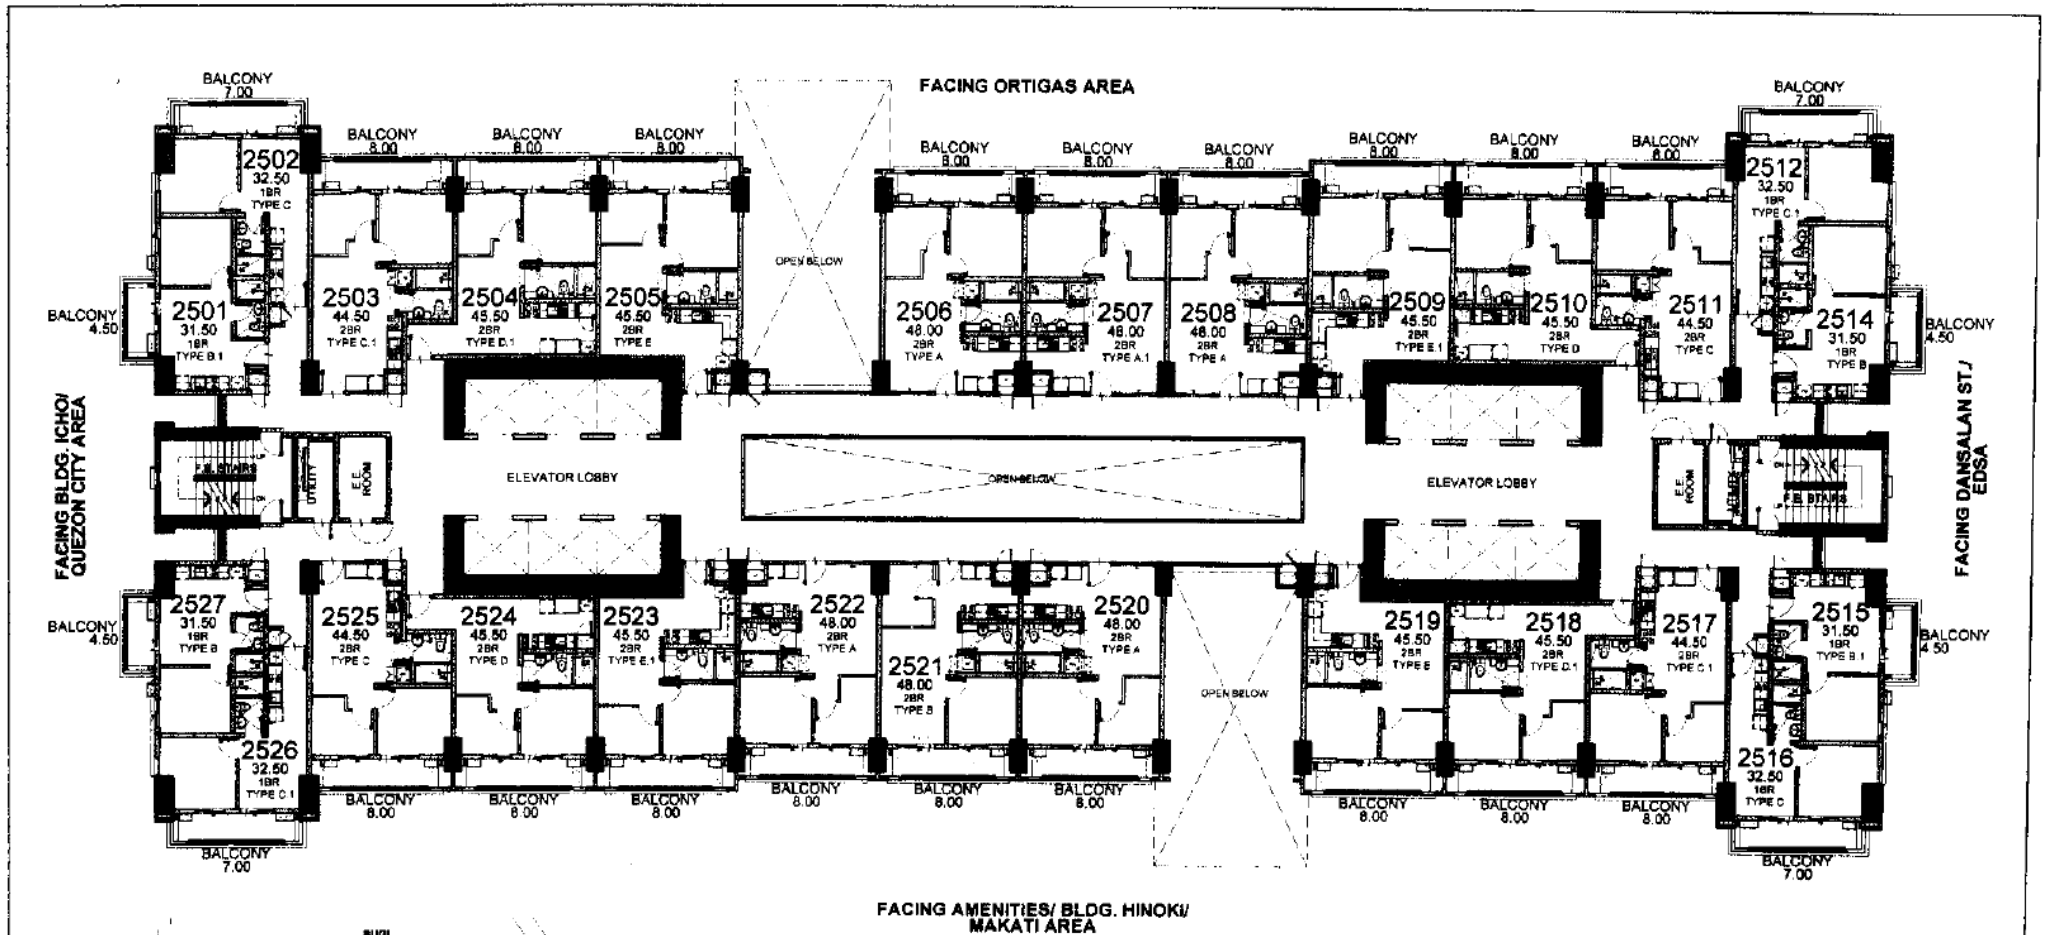 FACING ORTIGAS AREA
BALCONY
7.00
BALCONY
8.00
BALCONY
8.00
BALCONY
8.00
BALCONY
8.00
BALCONY
8.00
BALCONY
8.00
BALCONY
8.00
BALCONY
8.00
BALCONY
8.00
BALCONY
7.00
2502
32.50
1BR
TYPE C
2512
32.50
1BR
TYPE C.1
OPEN BELOW
BALCONY
4.50
2501
31.50
1BR
TYPE B.1
2503
44.50
2BR
TYPE C.1
2504
45.50
2BR
TYPE D.1
2505
45.50
2BR
TYPE E
2506
48.00
2BR
TYPE A
2507
48.00
2BR
TYPE A.1
2508
48.00
2BR
TYPE A
2509
45.50
2BR
TYPE E.1
2510
45.50
2BR
TYPE D
2511
44.50
2BR
TYPE C
2514
31.50
1BR
TYPE B
BALCONY
4.50
FACING BLDG. ICHO/
QUEZON CITY AREA
F.E. STAIRS
UTILITY
E.E.
ROOM
ELEVATOR LOBBY
OPEN BELOW
ELEVATOR LOBBY
E.E.
ROOM
F.E. STAIRS
FACING DANSALAN ST./
EDSA
BALCONY
4.50
2527
31.50
1BR
TYPE B
2525
44.50
2BR
TYPE C
2524
45.50
2BR
TYPE D
2523
45.50
2BR
TYPE E.1
2522
48.00
2BR
TYPE A
2521
48.00
2BR
TYPE B
2520
48.00
2BR
TYPE A
OPEN BELOW
2519
45.50
2BR
TYPE E
2518
45.50
2BR
TYPE D.1
2517
44.50
2BR
TYPE C.1
2515
31.50
1BR
TYPE B.1
BALCONY
4.50
2526
32.50
1BR
TYPE C.1
2516
32.50
1BR
TYPE C
BALCONY
7.00
BALCONY
8.00
BALCONY
8.00
BALCONY
8.00
BALCONY
8.00
BALCONY
8.00
BALCONY
8.00
BALCONY
8.00
BALCONY
8.00
BALCONY
8.00
BALCONY
7.00
FACING AMENITIES/ BLDG. HINOKI/
MAKATI AREA